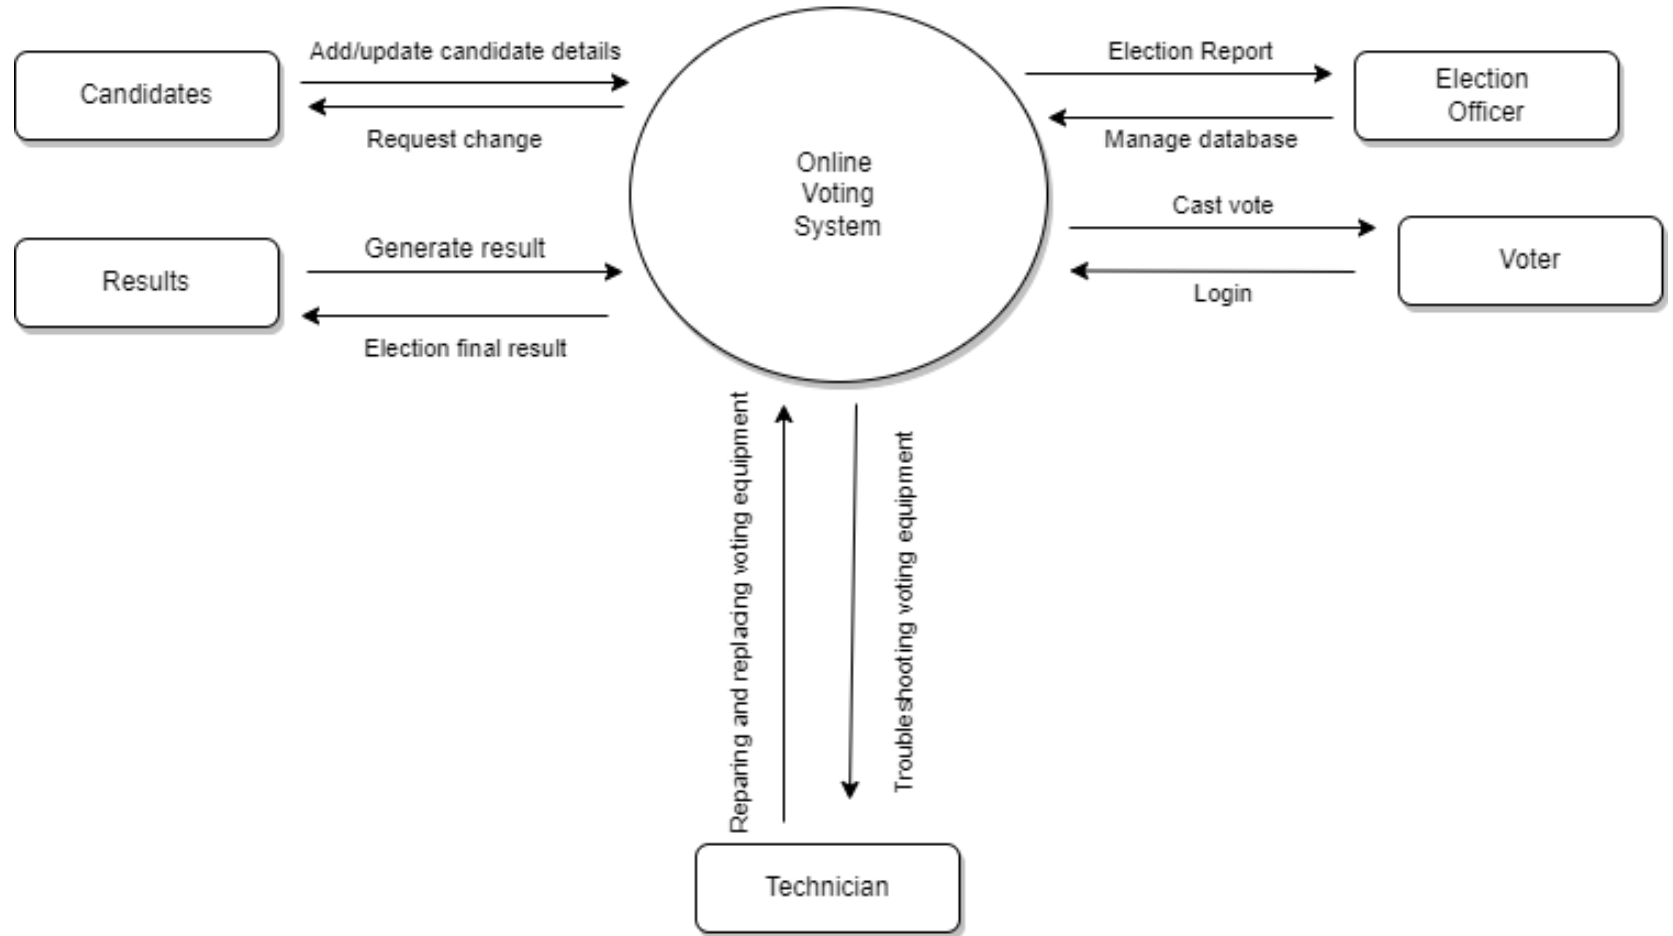 Add/update candidate details
Candidates
Request change
Election Report
Election
Officer
Manage database
Online
Voting
System
Cast vote
Voter
Login
Generate result
Results
Election final result
Reparing and replacing voting equipment
Troubleshooting voting equipment
Technician